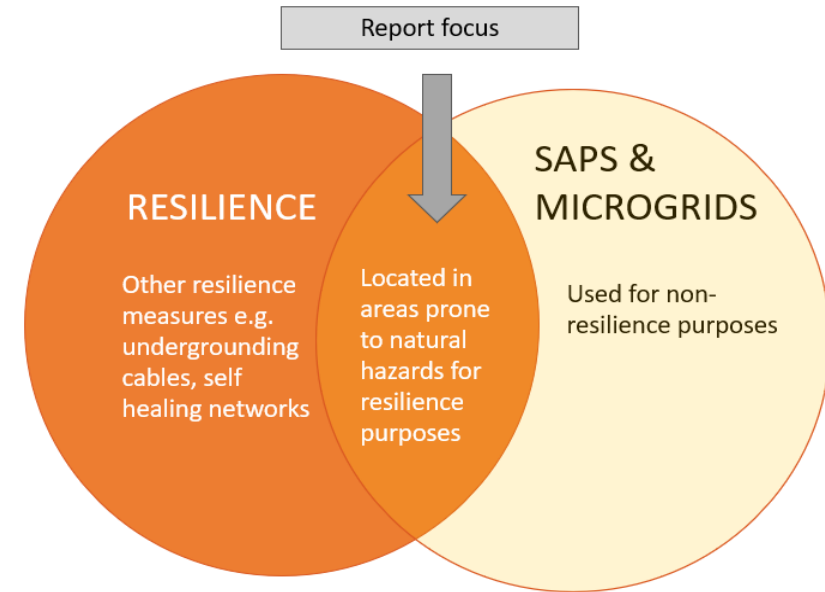 Report focus
RESILIENCE
Other resilience
measures e.g.
undergrounding
cables, self
healing networks
Located in
areas prone
to natural
hazards for
resilience
purposes
SAPS &
MICROGRIDS
Used for non-
resilience purposes